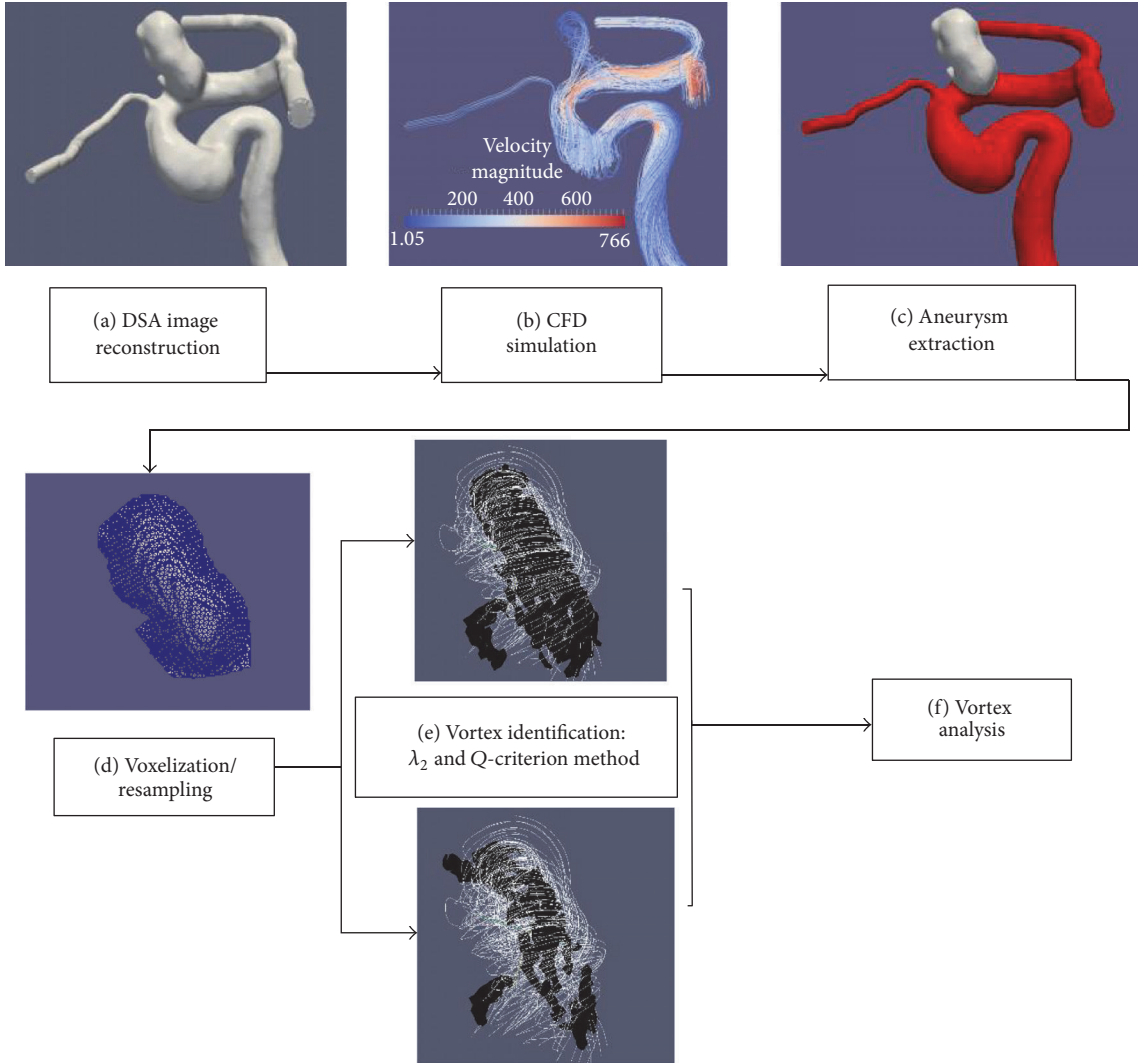 Velocity
magnitude
200 400 600
1.05 766
(a) DSA image
reconstruction
(b) CFD
simulation
(c) Aneurysm
extraction
(d) Voxelization/
resampling
(e) Vortex identification:
λ₂ and Q-criterion method
(f) Vortex
analysis